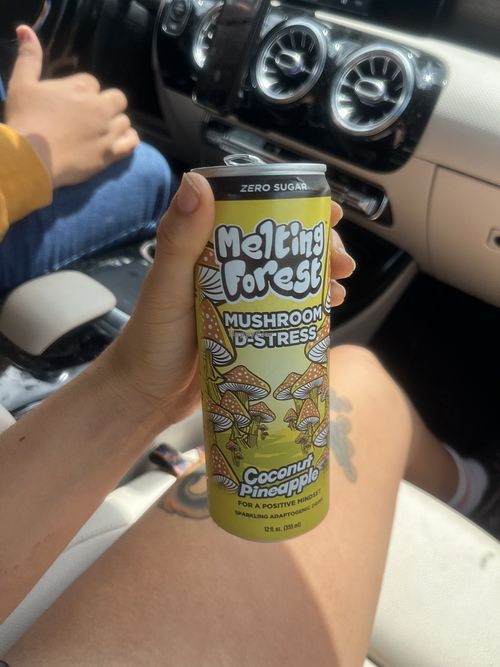 ZERO SUGAR
Melting
Forest
MUSHROOM
D-STRESS
Coconut
Pineapple
FOR A POSITIVE MINDSET
SPARKLING ADAPTOGENIC DRINK
12 fl. oz. (355 ml)